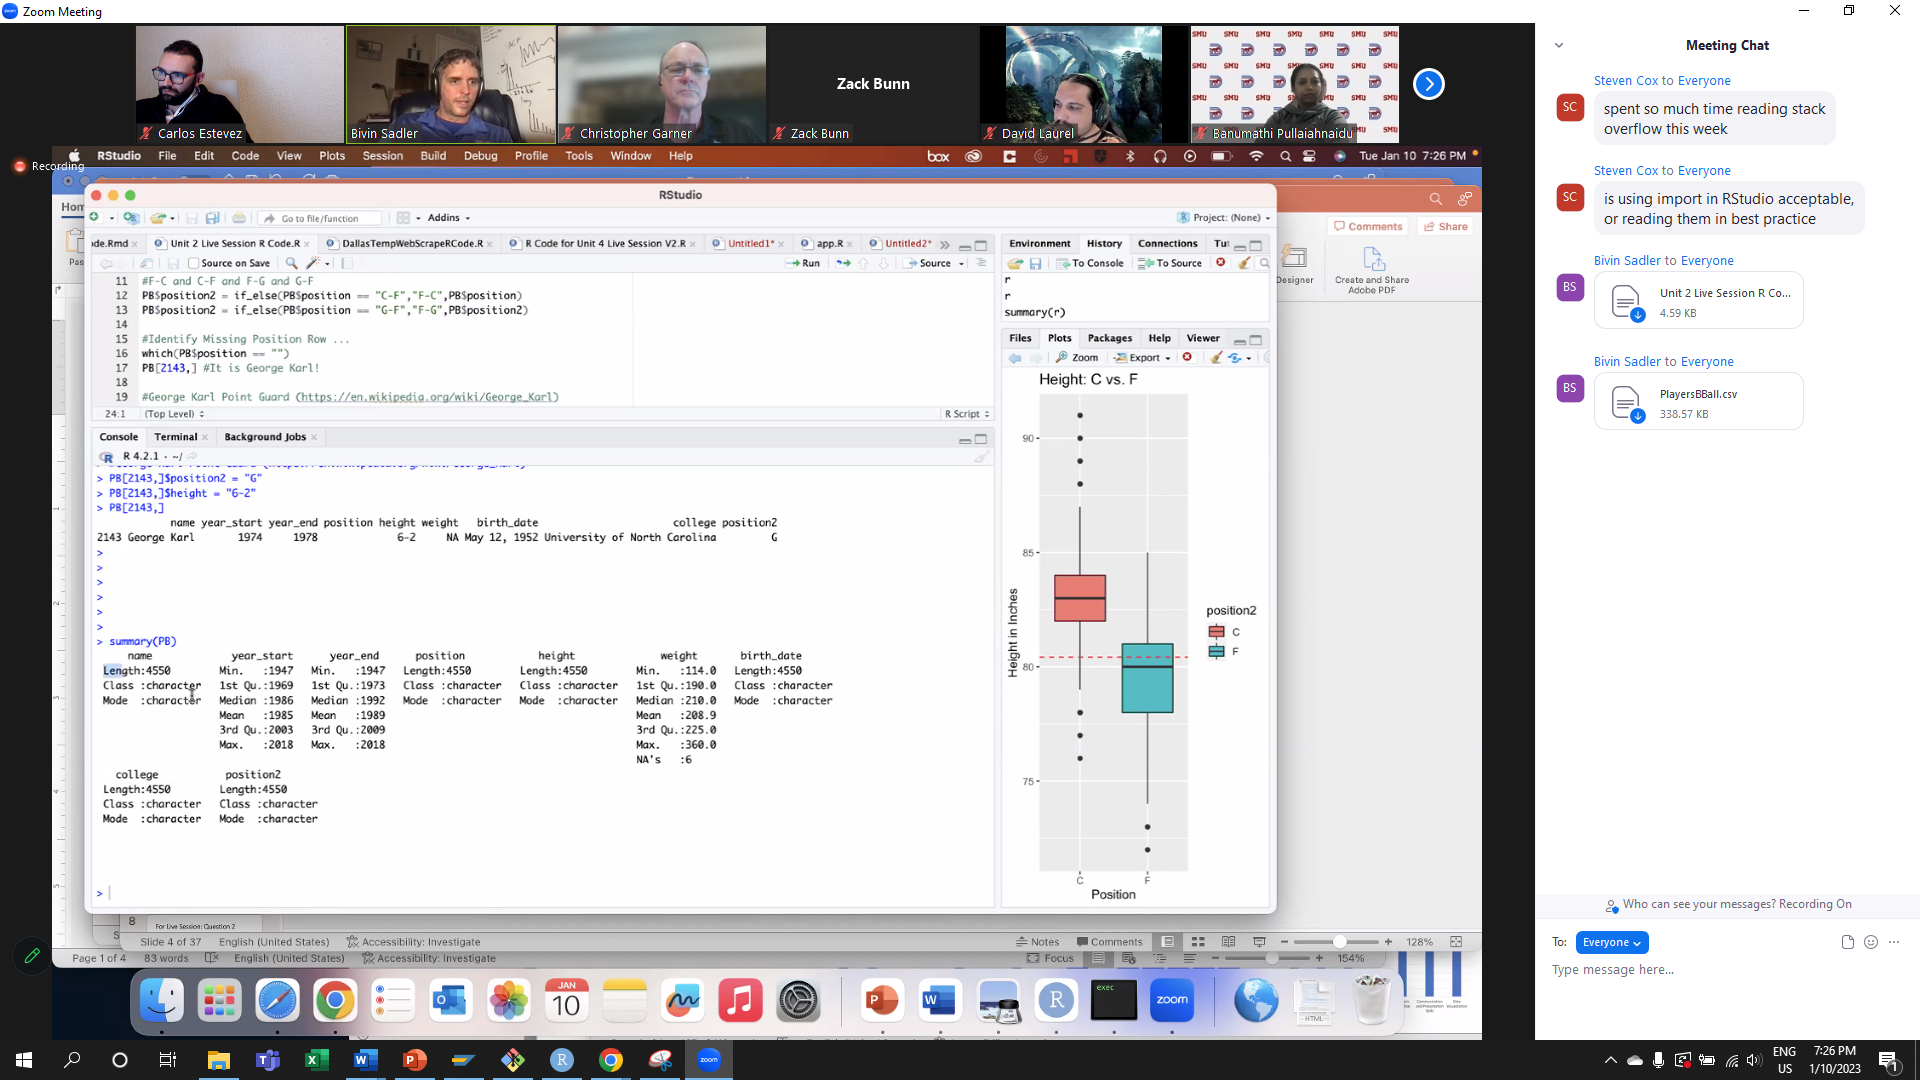 Zoom Meeting
Carlos Estevez
Bivin Sadler
Christopher Garner
Zack Bunn
Zack Bunn
David Laurel
Banumathi Pullaiahnaidu
Recording
RStudio File Edit Code View Plots Session Build Debug Profile Tools Window Help
box
Tue Jan 10 7:26 PM
RStudio
Go to file/function
Addins
Project: (None)
ode.Rmd
Unit 2 Live Session R Code.R
DallasTempWebScrapeRCode.R
R Code for Unit 4 Live Session V2.R
Untitled1*
app.R
Untitled2*
Source on Save
Run
Source
11 #F-C and C-F and F-G and G-F
12 PB$position2 = if_else(PB$position == "C-F","F-C",PB$position)
13 PB$position2 = if_else(PB$position == "G-F","F-G",PB$position2)
14
15 #Identify Missing Position Row ...
16 which(PB$position == "")
17 PB[2143,] #It is George Karl!
18
19 #George Karl Point Guard (https://en.wikipedia.org/wiki/George_Karl)
24:1 (Top Level) R Script
Console Terminal Background Jobs
R 4.2.1 · ~/
> PB[2143,]$position2 = "G"
> PB[2143,]$height = "6-2"
> PB[2143,]
name year_start year_end position height weight birth_date college position2
2143 George Karl 1974 1978 6-2 NA May 12, 1952 University of North Carolina G
>
>
>
>
>
>
> summary(PB)
name year_start year_end position height weight birth_date
Length:4550 Min. :1947 Min. :1947 Length:4550 Length:4550 Min. :114.0 Length:4550
Class :character 1st Qu.:1969 1st Qu.:1973 Class :character Class :character 1st Qu.:190.0 Class :character
Mode :character Median :1986 Median :1992 Mode :character Mode :character Median :210.0 Mode :character
Mean :1985 Mean :1989 Mean :208.9
3rd Qu.:2003 3rd Qu.:2009 3rd Qu.:225.0
Max. :2018 Max. :2018 Max. :360.0
NA's :6
college position2
Length:4550 Length:4550
Class :character Class :character
Mode :character Mode :character
>
Environment History Connections Tut
To Console To Source
r
r
summary(r)
Files Plots Packages Help Viewer
Zoom Export
Height: C vs. F
Height in Inches
90
85
80
75
C F
Position
position2
C
F
Comments Share
Designer
Create and Share
Adobe PDF
8
For Live Session: Question 2
Slide 4 of 37 English (United States) Accessibility: Investigate Notes Comments 128%
Page 1 of 4 83 words English (United States) Accessibility: Investigate Focus 154%
JAN
10
exec
zoom
HTML
Meeting Chat
Steven Cox to Everyone
SC
spent so much time reading stack
overflow this week
Steven Cox to Everyone
SC
is using import in RStudio acceptable,
or reading them in best practice
Bivin Sadler to Everyone
BS
Unit 2 Live Session R Co...
4.59 KB
Bivin Sadler to Everyone
BS
PlayersBBall.csv
338.57 KB
Who can see your messages? Recording On
To: Everyone
Type message here...
ENG
US
7:26 PM
1/10/2023
1